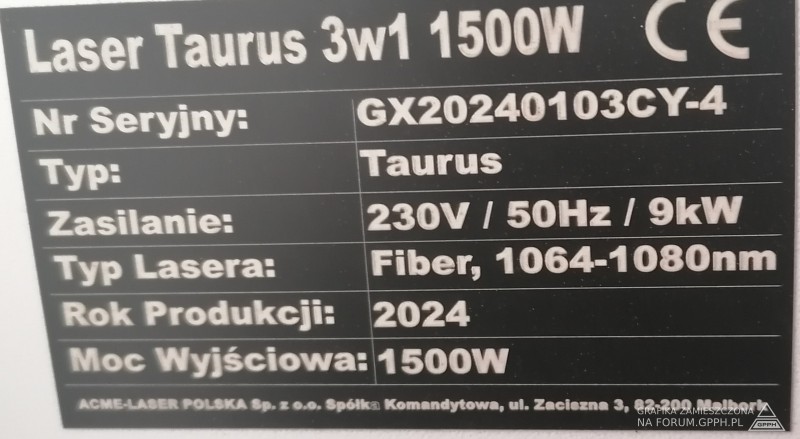 Laser Taurus 3w1 1500W CE
Nr Seryjny: GX20240103CY-4
Typ: Taurus
Zasilanie: 230V / 50Hz / 9kW
Typ Lasera: Fiber, 1064-1080nm
Rok Produkcji: 2024
Moc Wyjściowa: 1500W
ACME-LASER POLSKA Sp. z o.o. Spółka Komandytowa, ul. Zaciszna 3, 82-200 Malbork
GRAFIKA ZAMIESZCZONA
NA FORUM.GPPH.PL
GPPH